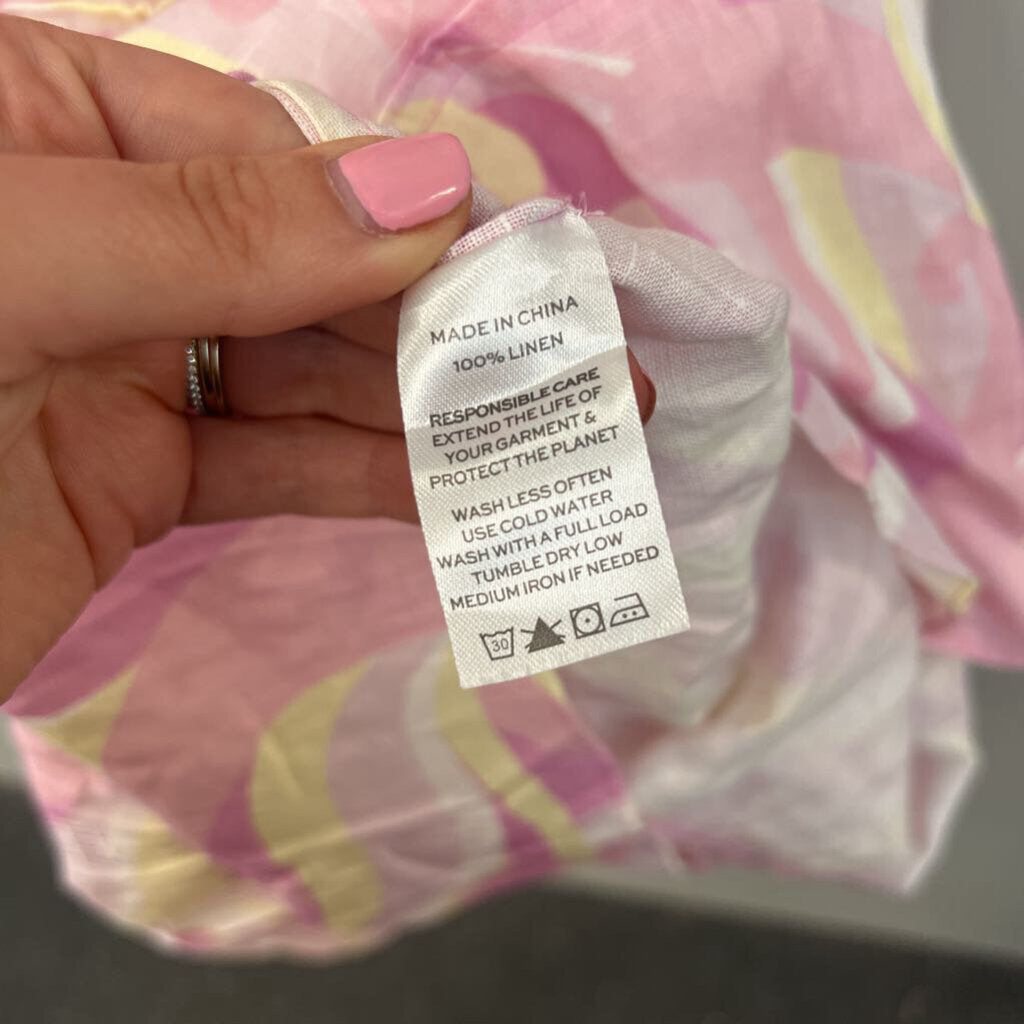 MADE IN CHINA
100% LINEN
RESPONSIBLE CARE
EXTEND THE LIFE OF
YOUR GARMENT &
PROTECT THE PLANET
WASH LESS OFTEN
USE COLD WATER
WASH WITH A FULL LOAD
TUMBLE DRY LOW
MEDIUM IRON IF NEEDED
30